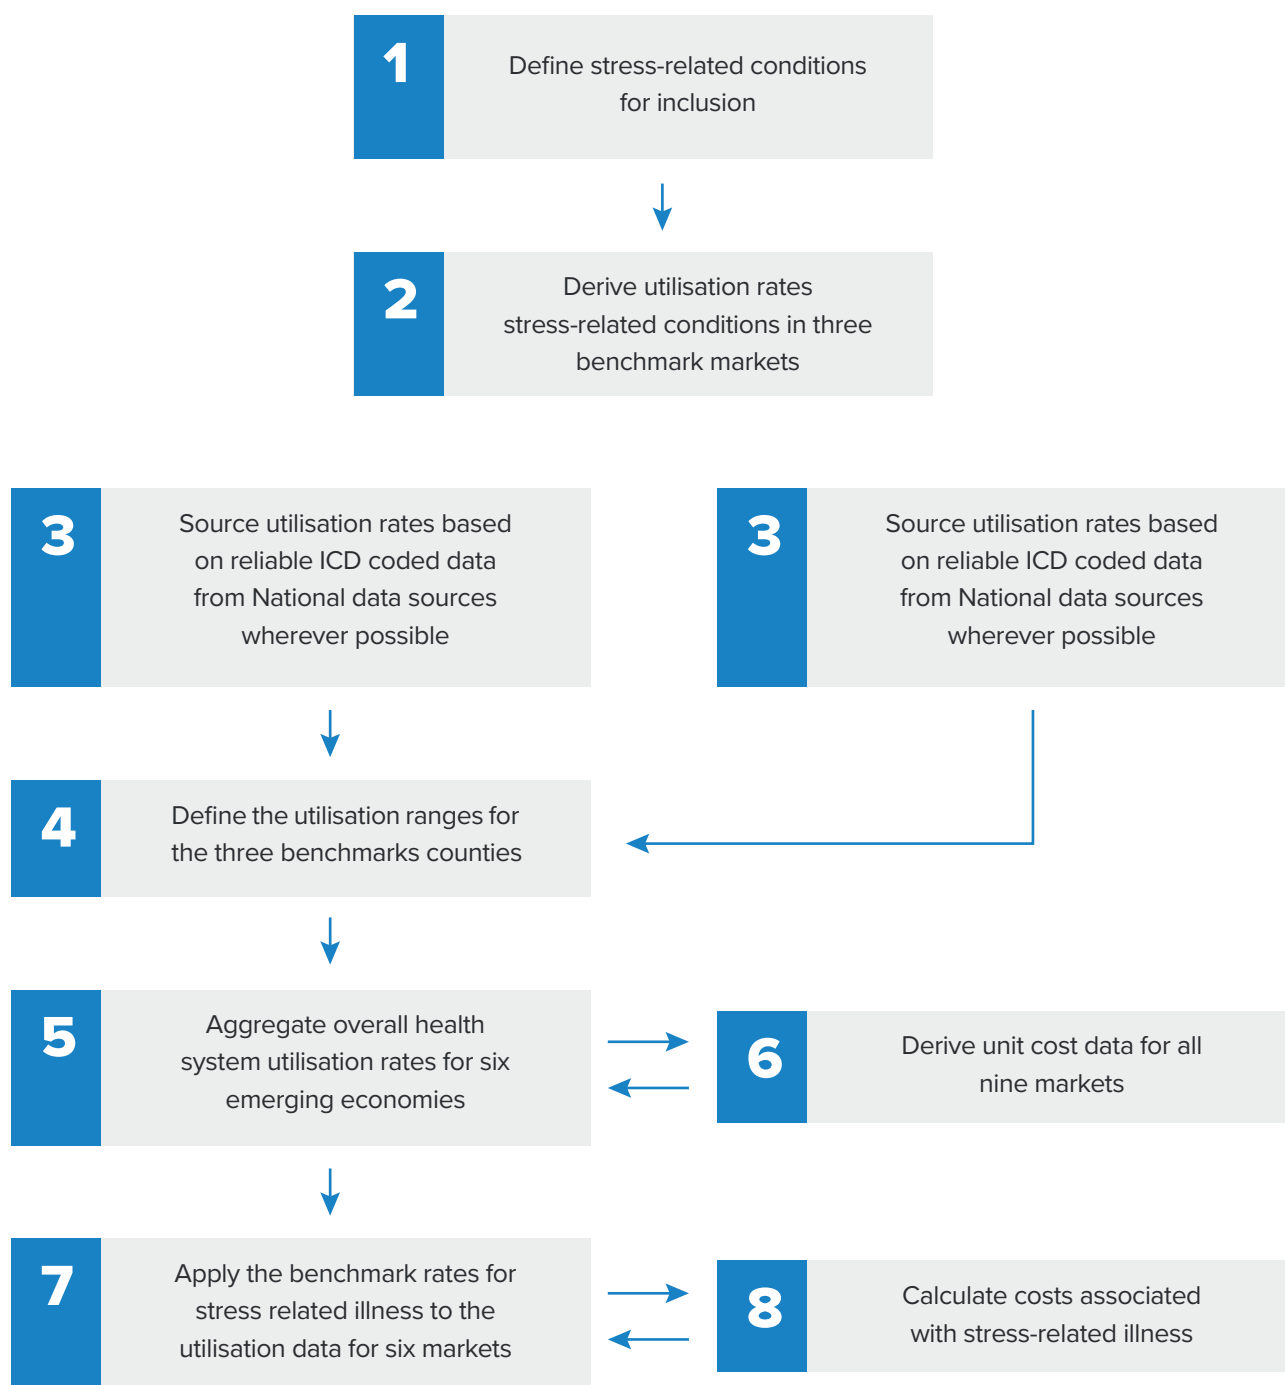 1
Define stress-related conditions
for inclusion
2
Derive utilisation rates
stress-related conditions in three
benchmark markets
3
Source utilisation rates based
on reliable ICD coded data
from National data sources
wherever possible
3
Source utilisation rates based
on reliable ICD coded data
from National data sources
wherever possible
4
Define the utilisation ranges for
the three benchmarks counties
5
Aggregate overall health
system utilisation rates for six
emerging economies
6
Derive unit cost data for all
nine markets
7
Apply the benchmark rates for
stress related illness to the
utilisation data for six markets
8
Calculate costs associated
with stress-related illness